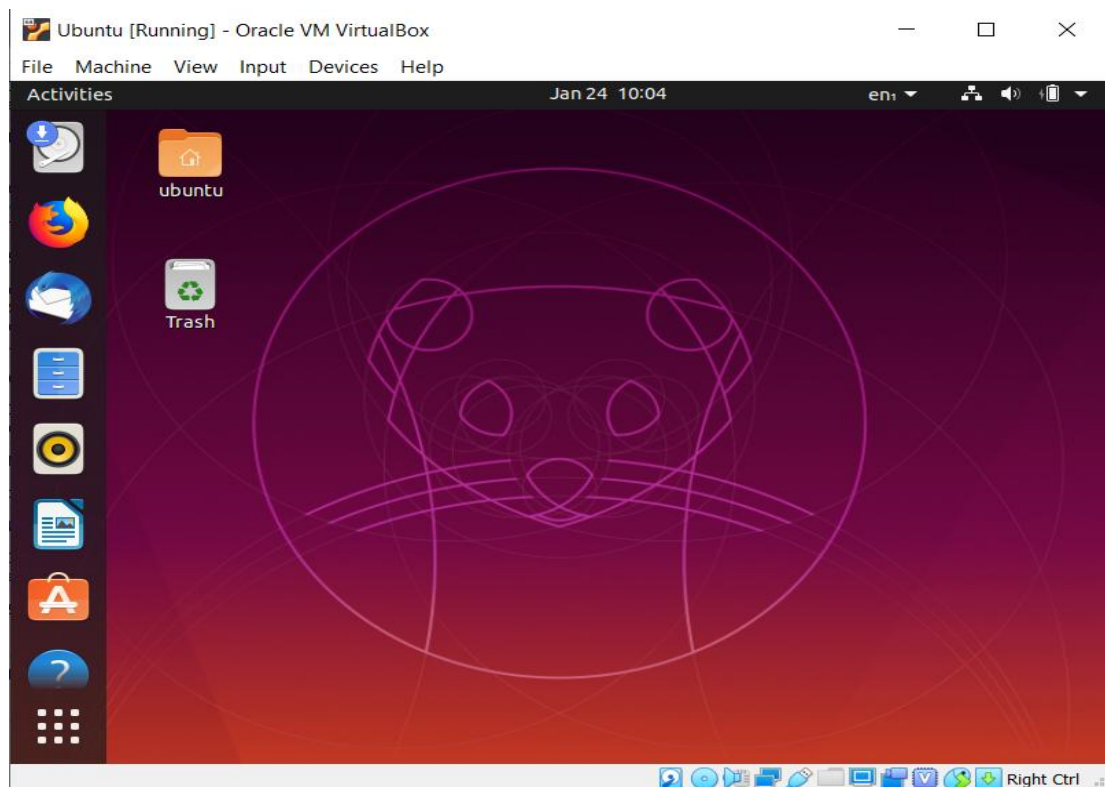 Ubuntu [Running] - Oracle VM VirtualBox
File Machine View Input Devices Help
Activities Jan 24 10:04 en₁
ubuntu
Trash
Right Ctrl